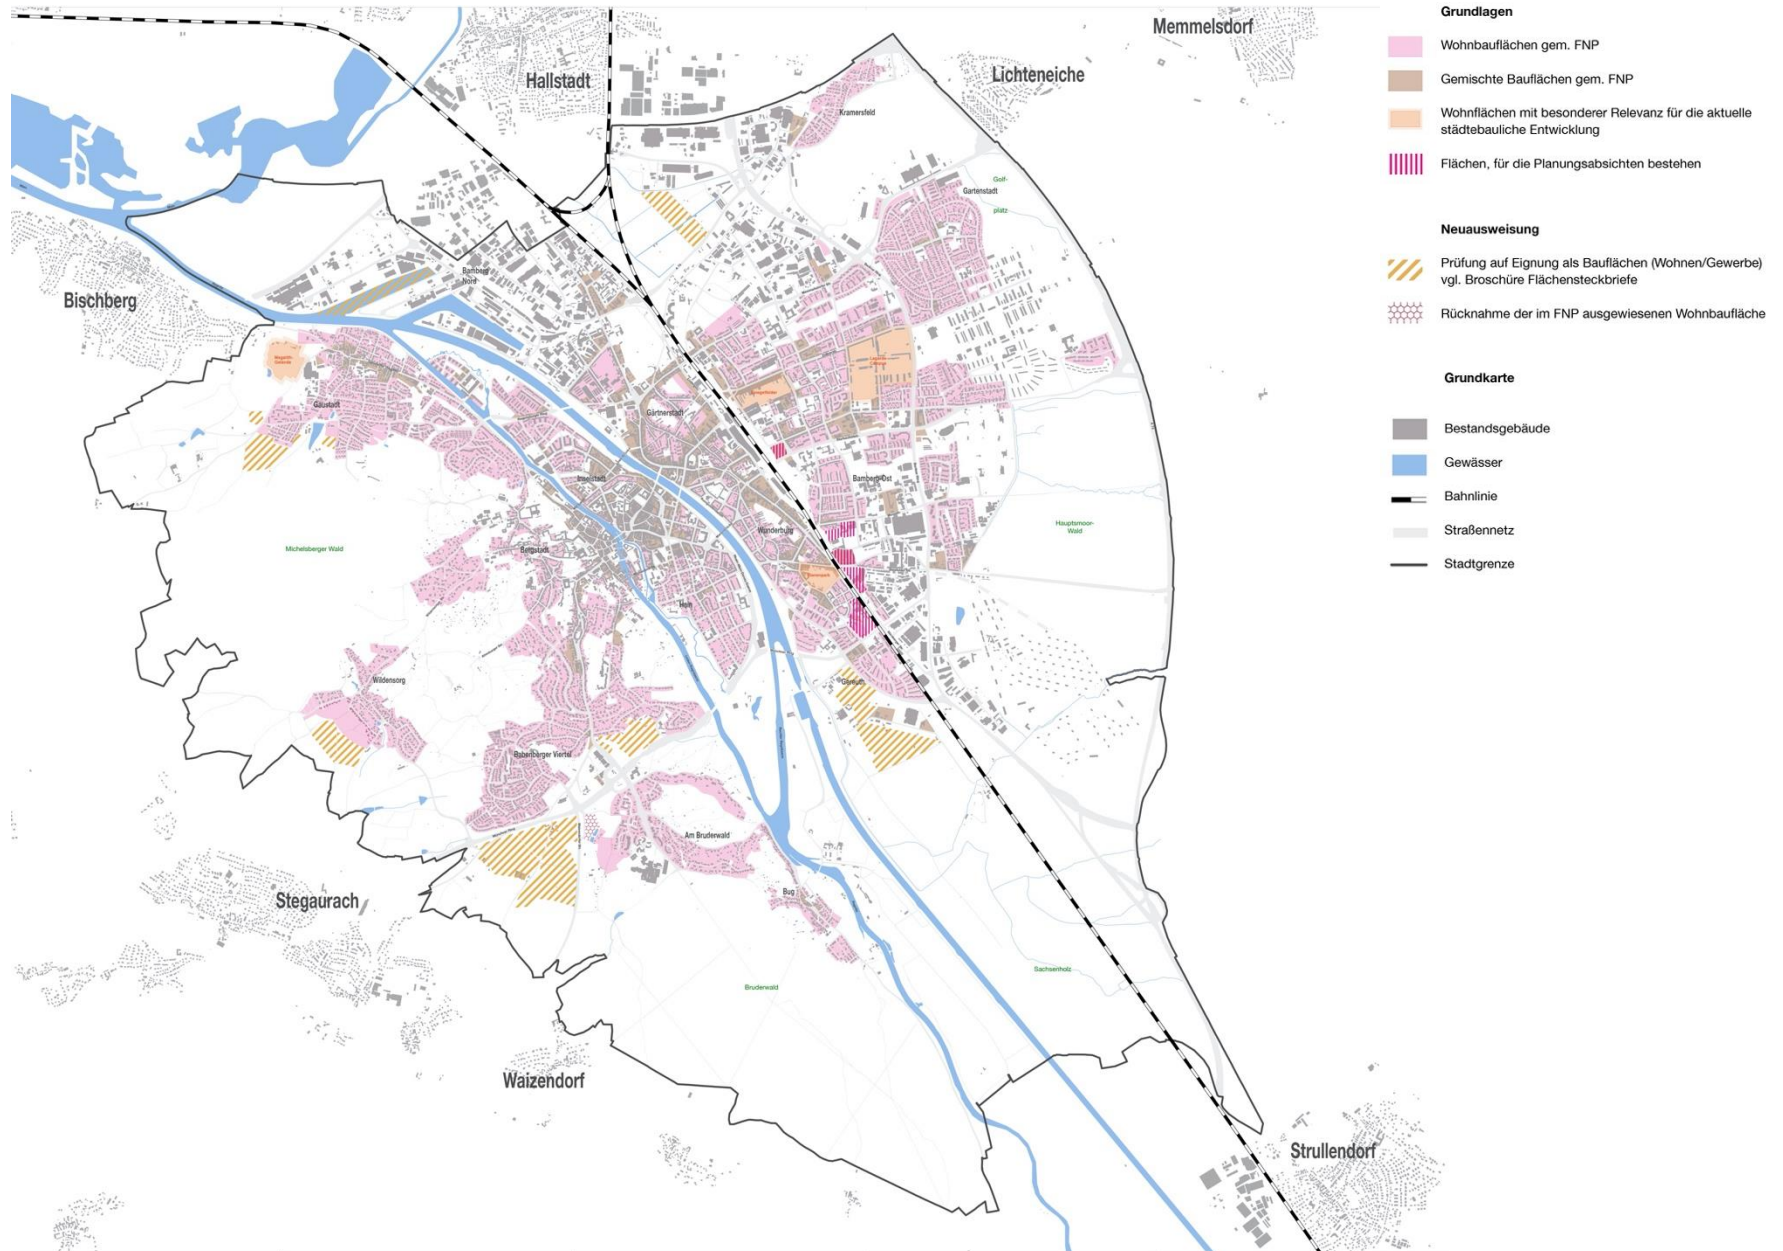 Memmelsdorf
Hallstadt
Lichteneiche
Kramersfeld
Golf-
platz
Gartenstadt
Bamberg
Nord
Bischberg
Gaustadt
Gärtnerstadt
Inselstadt
Bamberg-Ost
Wunderburg
Hauptsmoor-
Wald
Michelsberger Wald
Bergstadt
Hain
Wildensorg
Gereuth
Babenberger Viertel
Am Bruderwald
Bug
Stegaurach
Sachsenholz
Bruderwald
Waizendorf
Strullendorf
Grundlagen
Wohnbauflächen gem. FNP
Gemischte Bauflächen gem. FNP
Wohnflächen mit besonderer Relevanz für die aktuelle
städtebauliche Entwicklung
Flächen, für die Planungsabsichten bestehen
Neuausweisung
Prüfung auf Eignung als Bauflächen (Wohnen/Gewerbe)
vgl. Broschüre Flächensteckbriefe
Rücknahme der im FNP ausgewiesenen Wohnbaufläche
Grundkarte
Bestandsgebäude
Gewässer
Bahnlinie
Straßennetz
Stadtgrenze